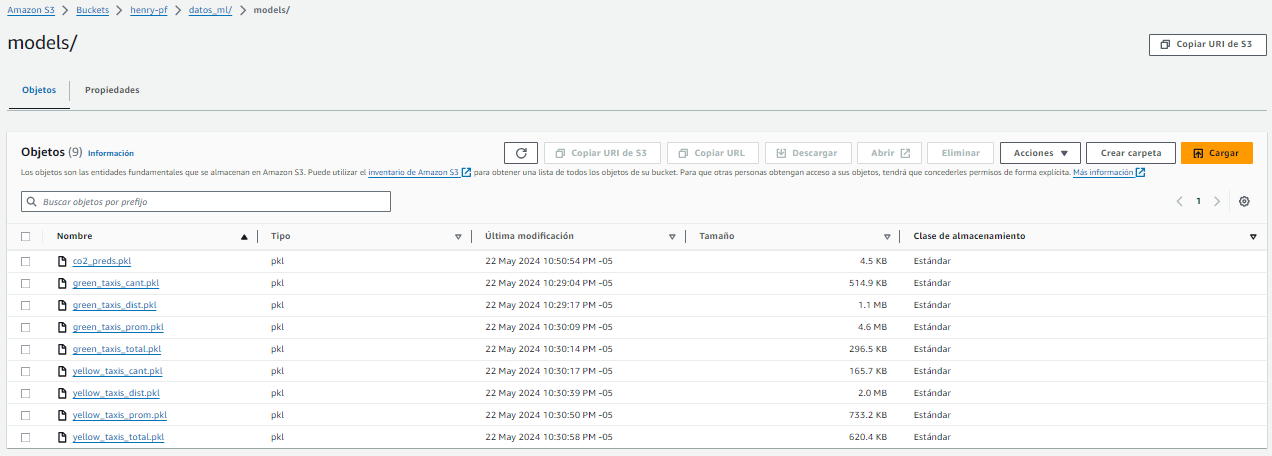 Amazon S3 > Buckets > henry-pf > datos_ml/ > models/
models/
Copiar URI de S3
Objetos Propiedades
Objetos (9) Información
Copiar URI de S3 Copiar URL Descargar Abrir Eliminar Acciones Crear carpeta Cargar
Los objetos son las entidades fundamentales que se almacenan en Amazon S3. Puede utilizar el inventario de Amazon S3 para obtener una lista de todos los objetos de su bucket. Para que otras personas obtengan acceso a sus objetos, tendrá que concederles permisos de forma explícita. Más información
Buscar objetos por prefijo
1
Nombre Tipo Última modificación Tamaño Clase de almacenamiento
co2_preds.pkl pkl 22 May 2024 10:50:54 PM -05 4.5 KB Estándar
green_taxis_cant.pkl pkl 22 May 2024 10:29:04 PM -05 514.9 KB Estándar
green_taxis_dist.pkl pkl 22 May 2024 10:29:17 PM -05 1.1 MB Estándar
green_taxis_prom.pkl pkl 22 May 2024 10:30:09 PM -05 4.6 MB Estándar
green_taxis_total.pkl pkl 22 May 2024 10:30:14 PM -05 296.5 KB Estándar
yellow_taxis_cant.pkl pkl 22 May 2024 10:30:17 PM -05 165.7 KB Estándar
yellow_taxis_dist.pkl pkl 22 May 2024 10:30:39 PM -05 2.0 MB Estándar
yellow_taxis_prom.pkl pkl 22 May 2024 10:30:50 PM -05 733.2 KB Estándar
yellow_taxis_total.pkl pkl 22 May 2024 10:30:58 PM -05 620.4 KB Estándar